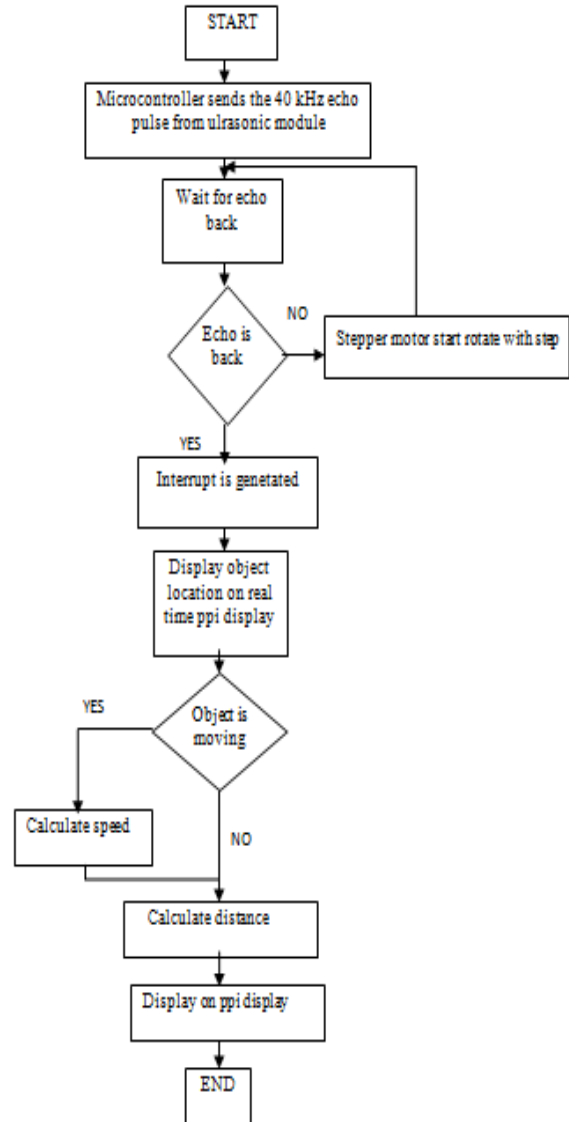 START
Microcontroller sends the 40 kHz echo
pulse from ulrasonic module
Wait for echo
back
Echo is
back
NO
Stepper motor start rotate with step
YES
Interrupt is genetated
Display object
location on real
time ppi display
Object is
moving
YES
Calculate speed
NO
Calculate distance
Display on ppi display
END